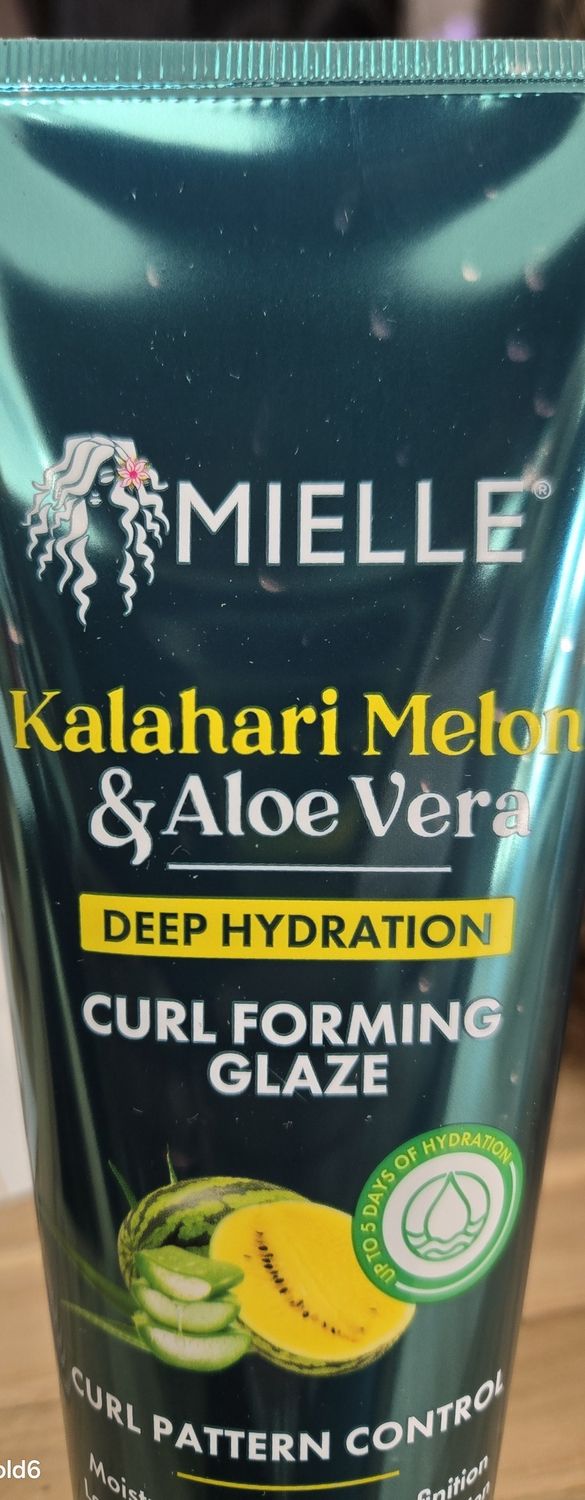 MIELLE®
Kalahari Melon
& Aloe Vera
DEEP HYDRATION
CURL FORMING
GLAZE
UP TO 5 DAYS OF HYDRATION
CURL PATTERN CONTROL